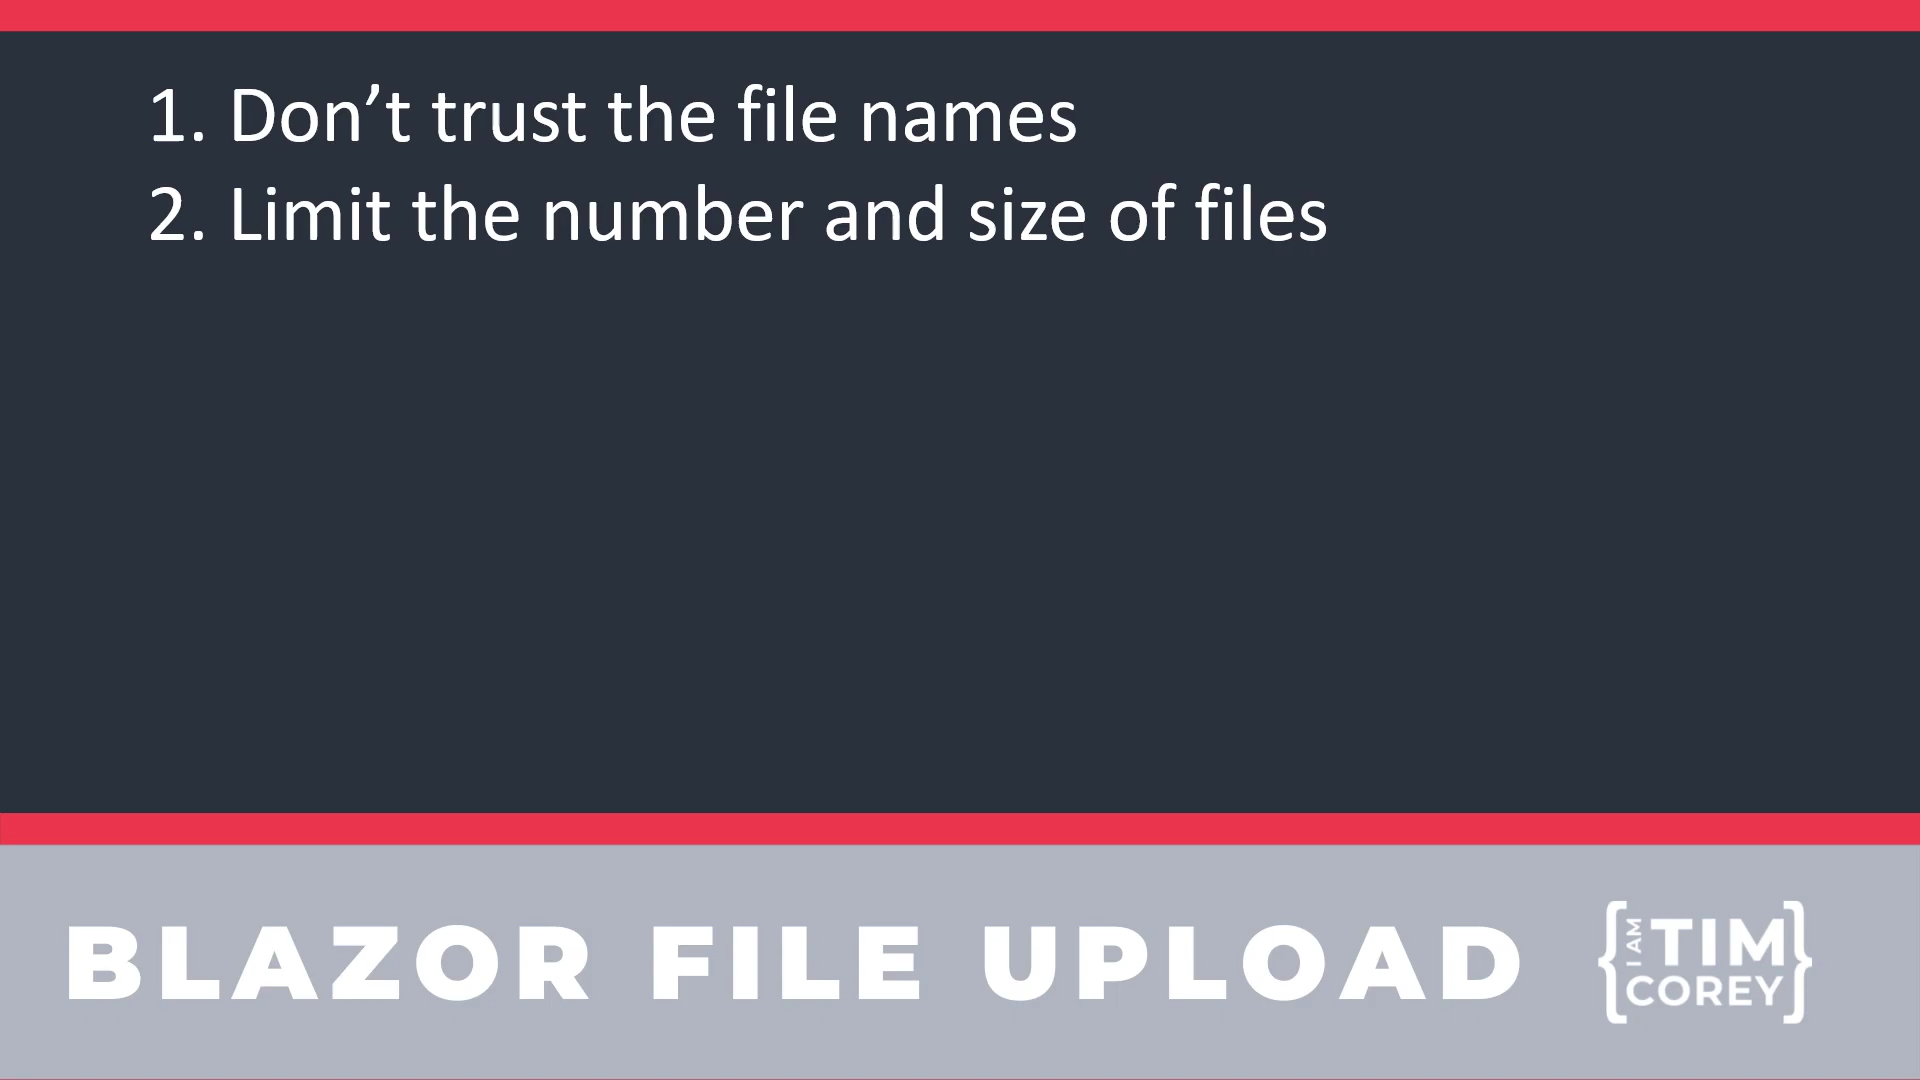 1. Don’t trust the file names
2. Limit the number and size of files
BLAZOR FILE UPLOAD
I AM
TIM
COREY